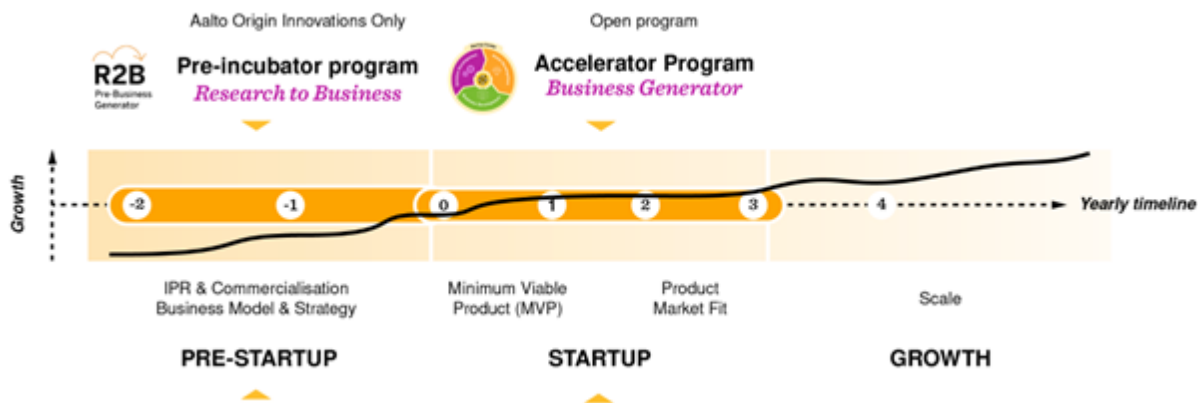 Aalto Origin Innovations Only
Open program
R2B
Pre-Business
Generator
Pre-incubator program
Research to Business
Accelerator Program
Business Generator
Growth
-2
-1
0
1
2
3
4
Yearly timeline
IPR & Commercialisation
Business Model & Strategy
Minimum Viable
Product (MVP)
Product
Market Fit
Scale
PRE-STARTUP
STARTUP
GROWTH